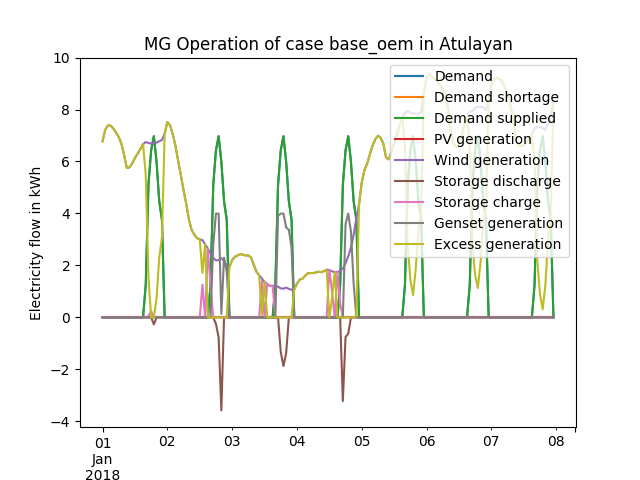 MG Operation of case base_oem in Atulayan
Demand
Demand shortage
Demand supplied
PV generation
Wind generation
Storage discharge
Storage charge
Genset generation
Excess generation
Electricity flow in kWh
10
8
6
4
2
0
−2
−4
01 02 03 04 05 06 07 08
Jan
2018